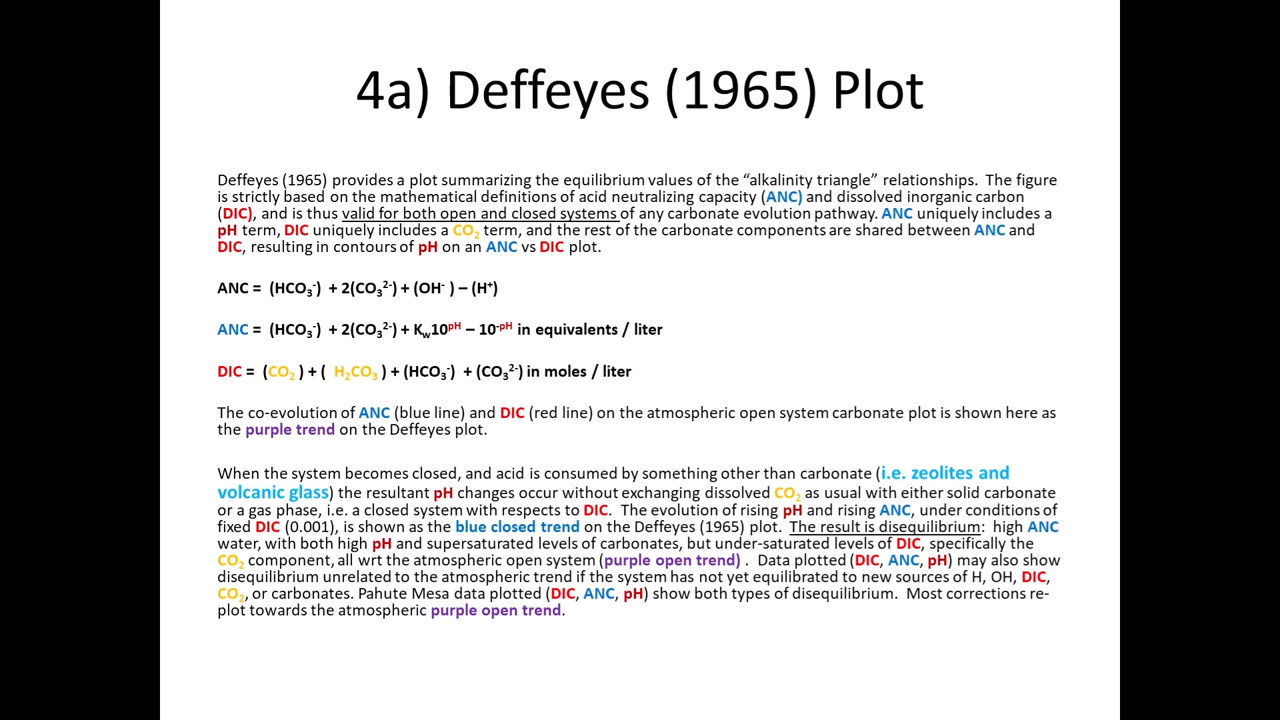 4a) Deffeyes (1965) Plot
Deffeyes (1965) provides a plot summarizing the equilibrium values of the “alkalinity triangle” relationships.  The figure
is strictly based on the mathematical definitions of acid neutralizing capacity (ANC) and dissolved inorganic carbon
(DIC), and is thus valid for both open and closed systems of any carbonate evolution pathway. ANC uniquely includes a
pH term, DIC uniquely includes a CO₂ term, and the rest of the carbonate components are shared between ANC and
DIC, resulting in contours of pH on an ANC vs DIC plot.
ANC =  (HCO₃⁻)  + 2(CO₃²⁻) + (OH⁻ ) – (H⁺)
ANC =  (HCO₃⁻)  + 2(CO₃²⁻) + Kw10^pH – 10^-pH in equivalents / liter
DIC =  (CO₂ ) + (  H₂CO₃ ) + (HCO₃⁻)  + (CO₃²⁻) in moles / liter
The co-evolution of ANC (blue line) and DIC (red line) on the atmospheric open system carbonate plot is shown here as
the purple trend on the Deffeyes plot.
When the system becomes closed, and acid is consumed by something other than carbonate (i.e. zeolites and
volcanic glass) the resultant pH changes occur without exchanging dissolved CO₂ as usual with either solid carbonate
or a gas phase, i.e. a closed system with respects to DIC.  The evolution of rising pH and rising ANC, under conditions of
fixed DIC (0.001), is shown as the blue closed trend on the Deffeyes (1965) plot.  The result is disequilibrium:  high ANC
water, with both high pH and supersaturated levels of carbonates, but under-saturated levels of DIC, specifically the
CO₂ component, all wrt the atmospheric open system (purple open trend) .  Data plotted (DIC, ANC, pH) may also show
disequilibrium unrelated to the atmospheric trend if the system has not yet equilibrated to new sources of H, OH, DIC,
CO₂, or carbonates. Pahute Mesa data plotted (DIC, ANC, pH) show both types of disequilibrium.  Most corrections re-
plot towards the atmospheric purple open trend.